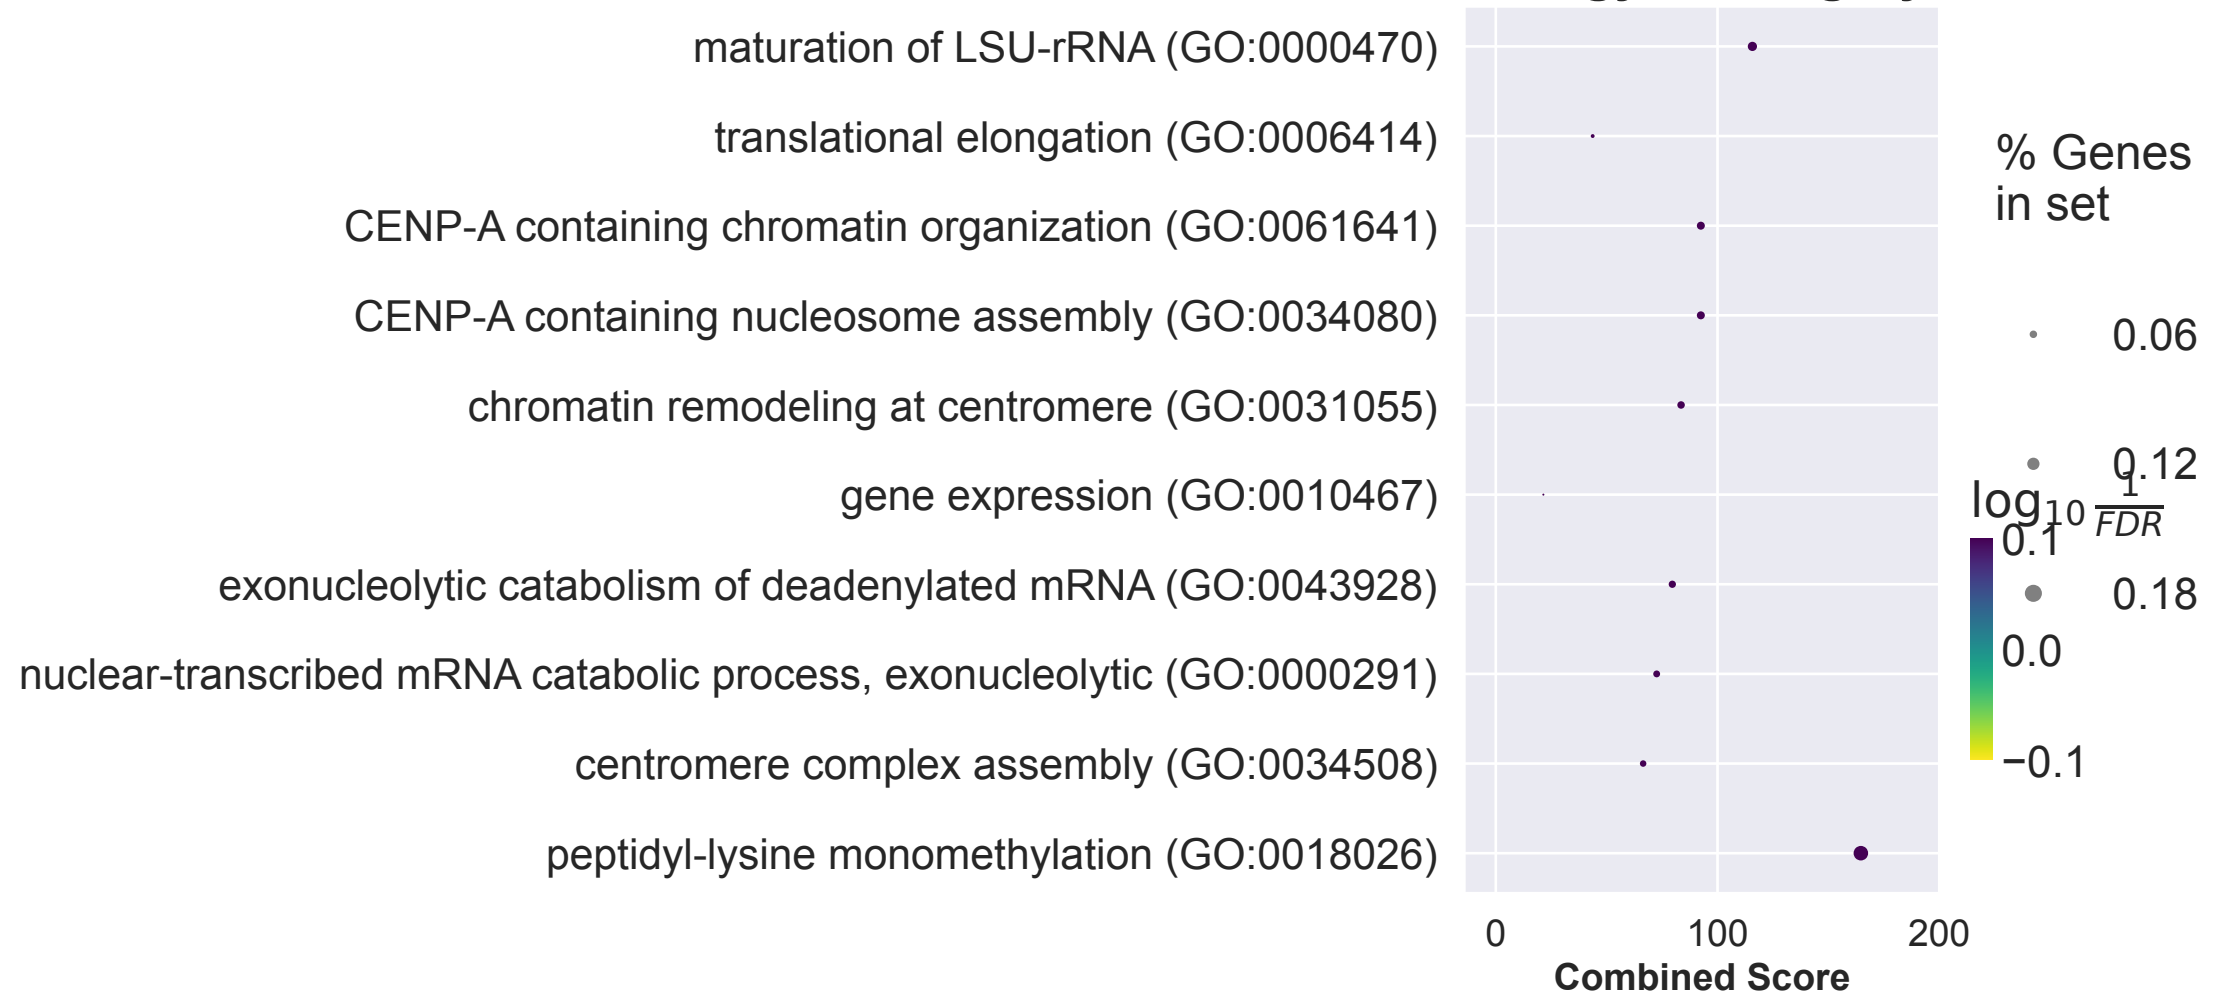 maturation of LSU-rRNA (GO:0000470)
translational elongation (GO:0006414)
CENP-A containing chromatin organization (GO:0061641)
CENP-A containing nucleosome assembly (GO:0034080)
chromatin remodeling at centromere (GO:0031055)
gene expression (GO:0010467)
exonucleolytic catabolism of deadenylated mRNA (GO:0043928)
nuclear-transcribed mRNA catabolic process, exonucleolytic (GO:0000291)
centromere complex assembly (GO:0034508)
peptidyl-lysine monomethylation (GO:0018026)
0 100 200
Combined Score
% Genes
in set
0.06
0.12
0.18
log10 1/FDR
0.1
0.0
−0.1